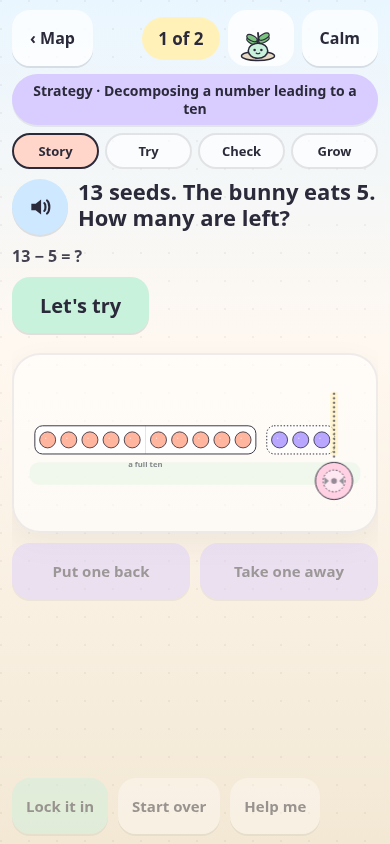 ‹ Map
1 of 2
Calm
Strategy · Decomposing a number leading to a
ten
Story
Try
Check
Grow
13 seeds. The bunny eats 5.
How many are left?
13 − 5 = ?
Let's try
a full ten
Put one back
Take one away
Lock it in
Start over
Help me